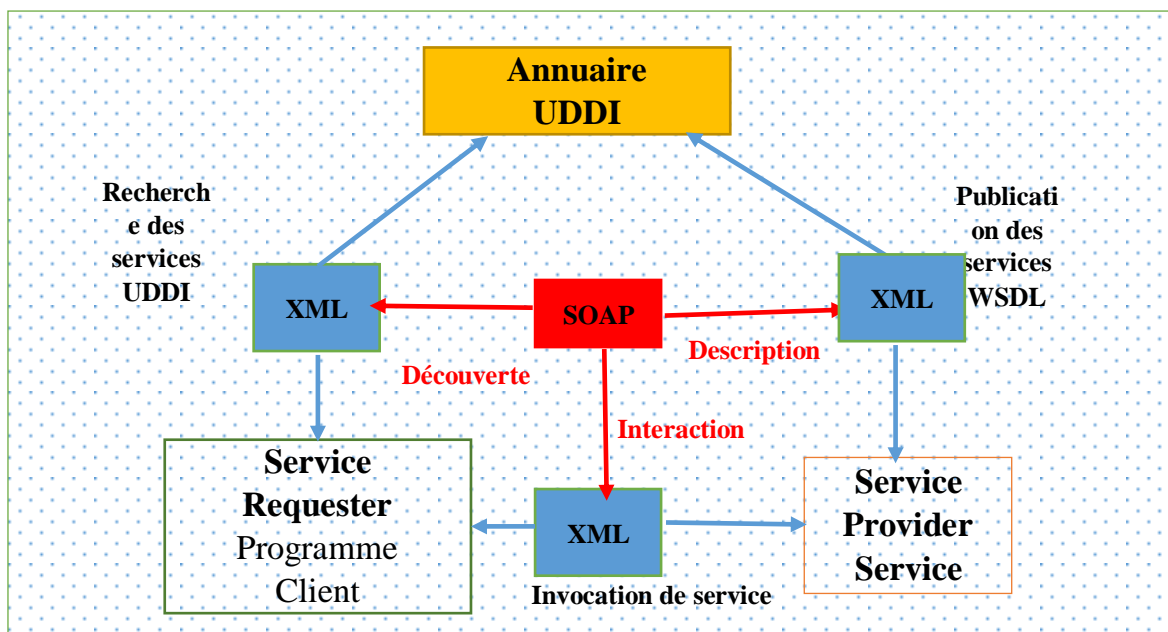 Annuaire
UDDI
Recherch
e des
services
UDDI
Publicati
on des
services
WSDL
XML
SOAP
XML
Découverte
Description
Interaction
Service
Requester
Programme
Client
XML
Invocation de service
Service
Provider
Service